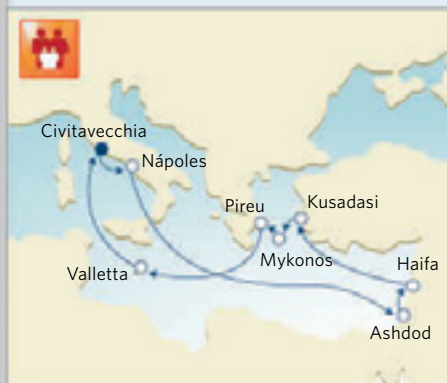 Civitavecchia
Nápoles
Pireu
Kusadasi
Mykonos
Valletta
Haifa
Ashdod